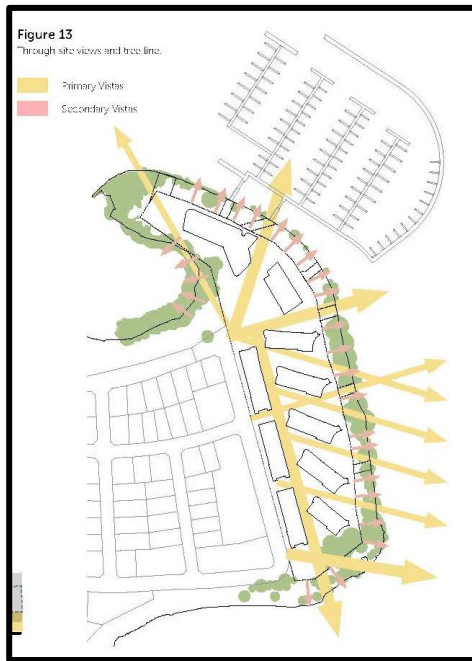 Figure 13
Through site views and tree line.
Primary Vistas
Secondary Vistas